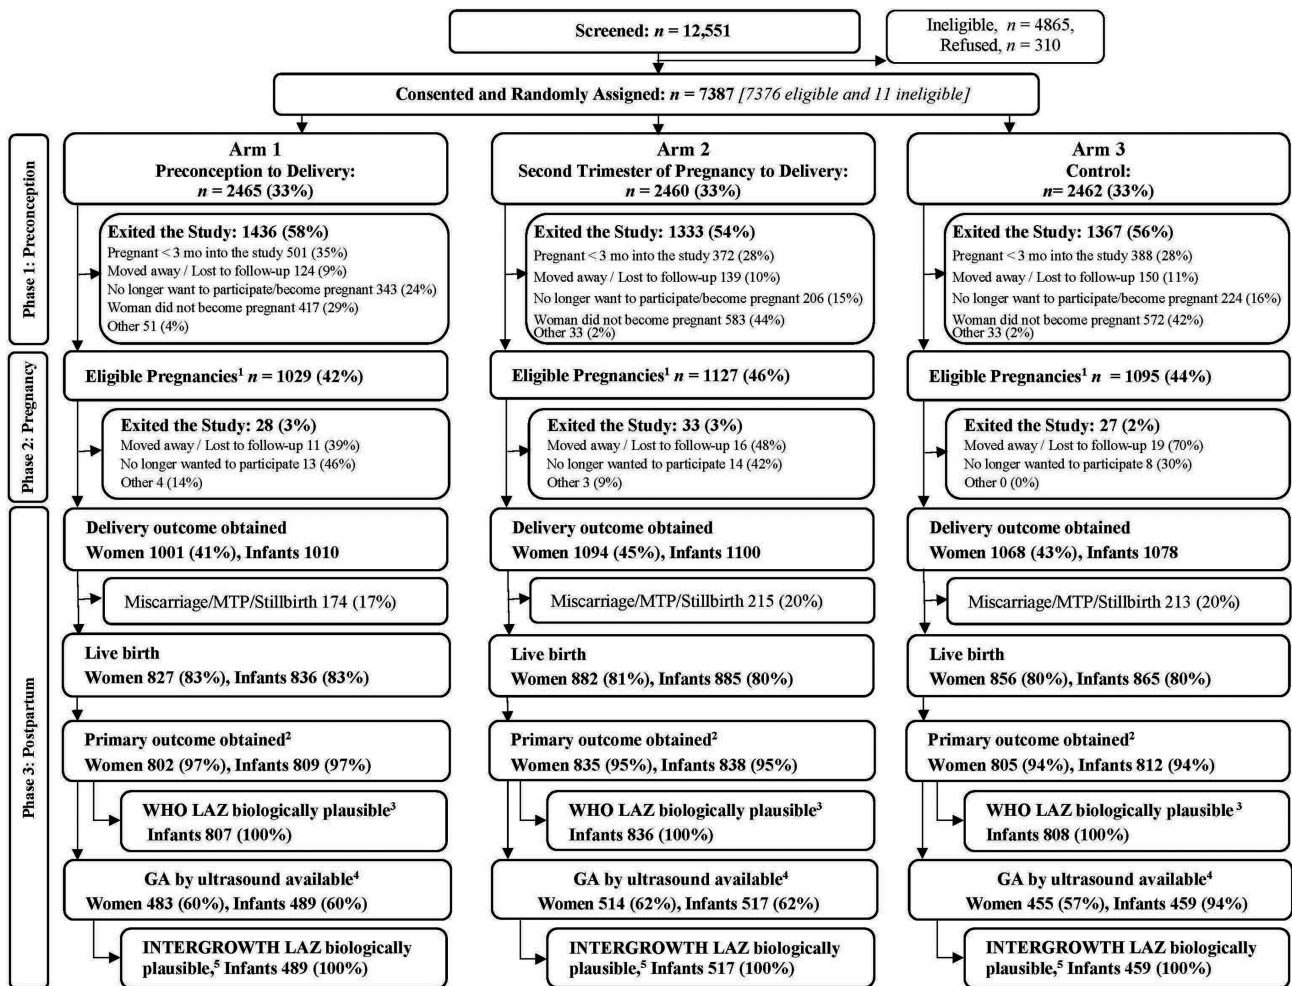 Screened: n = 12,551
Ineligible, n = 4865,
Refused, n = 310
Consented and Randomly Assigned: n = 7387 [7376 eligible and 11 ineligible]
Phase 1: Preconception
Arm 1
Preconception to Delivery:
n = 2465 (33%)
Arm 2
Second Trimester of Pregnancy to Delivery:
n = 2460 (33%)
Arm 3
Control:
n= 2462 (33%)
Exited the Study: 1436 (58%)
Pregnant < 3 mo into the study 501 (35%)
Moved away / Lost to follow-up 124 (9%)
No longer want to participate/become pregnant 343 (24%)
Woman did not become pregnant 417 (29%)
Other 51 (4%)
Exited the Study: 1333 (54%)
Pregnant < 3 mo into the study 372 (28%)
Moved away / Lost to follow-up 139 (10%)
No longer want to participate/become pregnant 206 (15%)
Woman did not become pregnant 583 (44%)
Other 33 (2%)
Exited the Study: 1367 (56%)
Pregnant < 3 mo into the study 388 (28%)
Moved away / Lost to follow-up 150 (11%)
No longer want to participate/become pregnant 224 (16%)
Woman did not become pregnant 572 (42%)
Other 33 (2%)
Phase 2: Pregnancy
Eligible Pregnancies¹ n = 1029 (42%)
Eligible Pregnancies¹ n = 1127 (46%)
Eligible Pregnancies¹ n = 1095 (44%)
Exited the Study: 28 (3%)
Moved away / Lost to follow-up 11 (39%)
No longer wanted to participate 13 (46%)
Other 4 (14%)
Exited the Study: 33 (3%)
Moved away / Lost to follow-up 16 (48%)
No longer wanted to participate 14 (42%)
Other 3 (9%)
Exited the Study: 27 (2%)
Moved away / Lost to follow-up 19 (70%)
No longer wanted to participate 8 (30%)
Other 0 (0%)
Phase 3: Postpartum
Delivery outcome obtained
Women 1001 (41%), Infants 1010
Delivery outcome obtained
Women 1094 (45%), Infants 1100
Delivery outcome obtained
Women 1068 (43%), Infants 1078
Miscarriage/MTP/Stillbirth 174 (17%)
Miscarriage/MTP/Stillbirth 215 (20%)
Miscarriage/MTP/Stillbirth 213 (20%)
Live birth
Women 827 (83%), Infants 836 (83%)
Live birth
Women 882 (81%), Infants 885 (80%)
Live birth
Women 856 (80%), Infants 865 (80%)
Primary outcome obtained²
Women 802 (97%), Infants 809 (97%)
Primary outcome obtained²
Women 835 (95%), Infants 838 (95%)
Primary outcome obtained²
Women 805 (94%), Infants 812 (94%)
WHO LAZ biologically plausible³
Infants 807 (100%)
WHO LAZ biologically plausible³
Infants 836 (100%)
WHO LAZ biologically plausible ³
Infants 808 (100%)
GA by ultrasound available⁴
Women 483 (60%), Infants 489 (60%)
GA by ultrasound available⁴
Women 514 (62%), Infants 517 (62%)
GA by ultrasound available⁴
Women 455 (57%), Infants 459 (94%)
INTERGROWTH LAZ biologically
plausible,⁵ Infants 489 (100%)
INTERGROWTH LAZ biologically
plausible,⁵ Infants 517 (100%)
INTERGROWTH LAZ biologically
plausible,⁵ Infants 459 (100%)